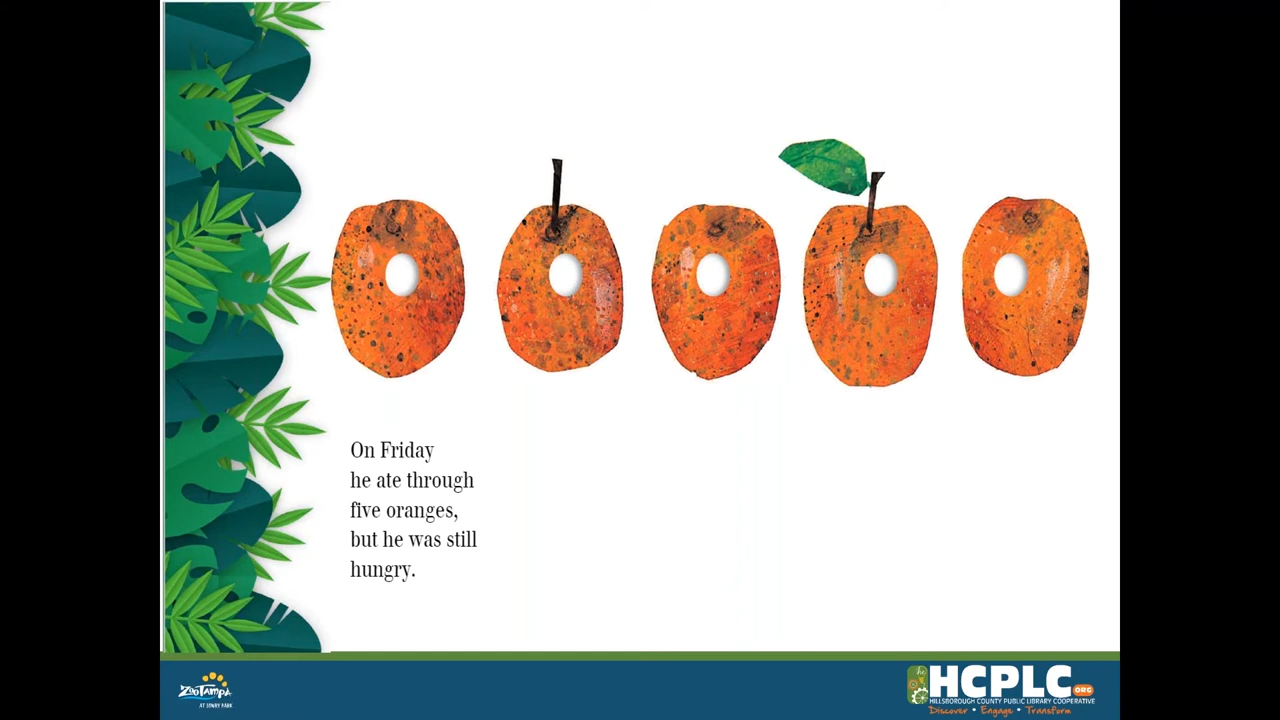 On Friday
he ate through
five oranges,
but he was still
hungry.
ZooTampa
AT LOWRY PARK
HCPLC
.ORG
HILLSBOROUGH COUNTY PUBLIC LIBRARY COOPERATIVE
Discover • Engage • Transform